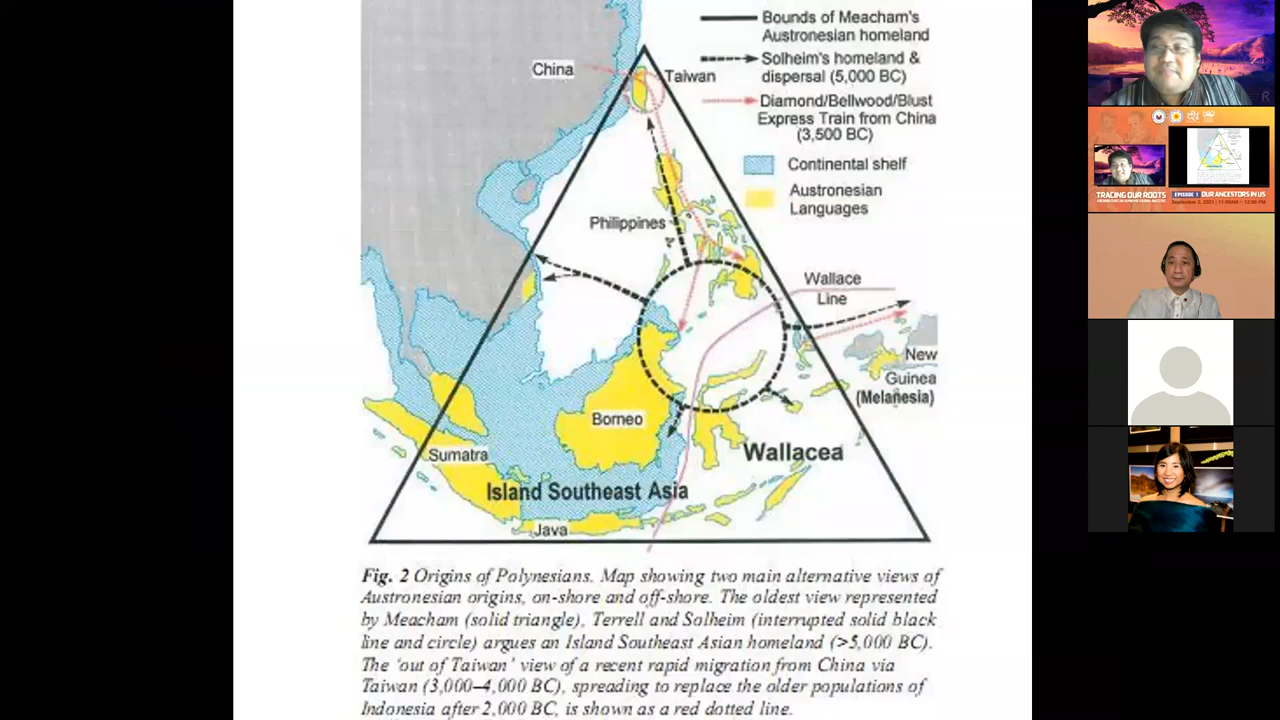 Bounds of Meacham's
Austronesian homeland
Solheim's homeland &
dispersal (5,000 BC)
Diamond/Bellwood/Blust
Express Train from China
(3,500 BC)
Continental shelf
Austronesian
Languages
China
Taiwan
Philippines
Wallace
Line
New
Guinea
(Melanesia)
Borneo
Sumatra
Wallacea
Island Southeast Asia
Java
Fig. 2 Origins of Polynesians. Map showing two main alternative views of
Austronesian origins, on-shore and off-shore. The oldest view represented
by Meacham (solid triangle), Terrell and Solheim (interrupted solid black
line and circle) argues an Island Southeast Asian homeland (>5,000 BC).
The ‘out of Taiwan’ view of a recent rapid migration from China via
Taiwan (3,000–4,000 BC), spreading to replace the older populations of
Indonesia after 2,000 BC, is shown as a red dotted line.
TRACING OUR ROOTS
EPISODE 1 OUR ANCESTORS IN US